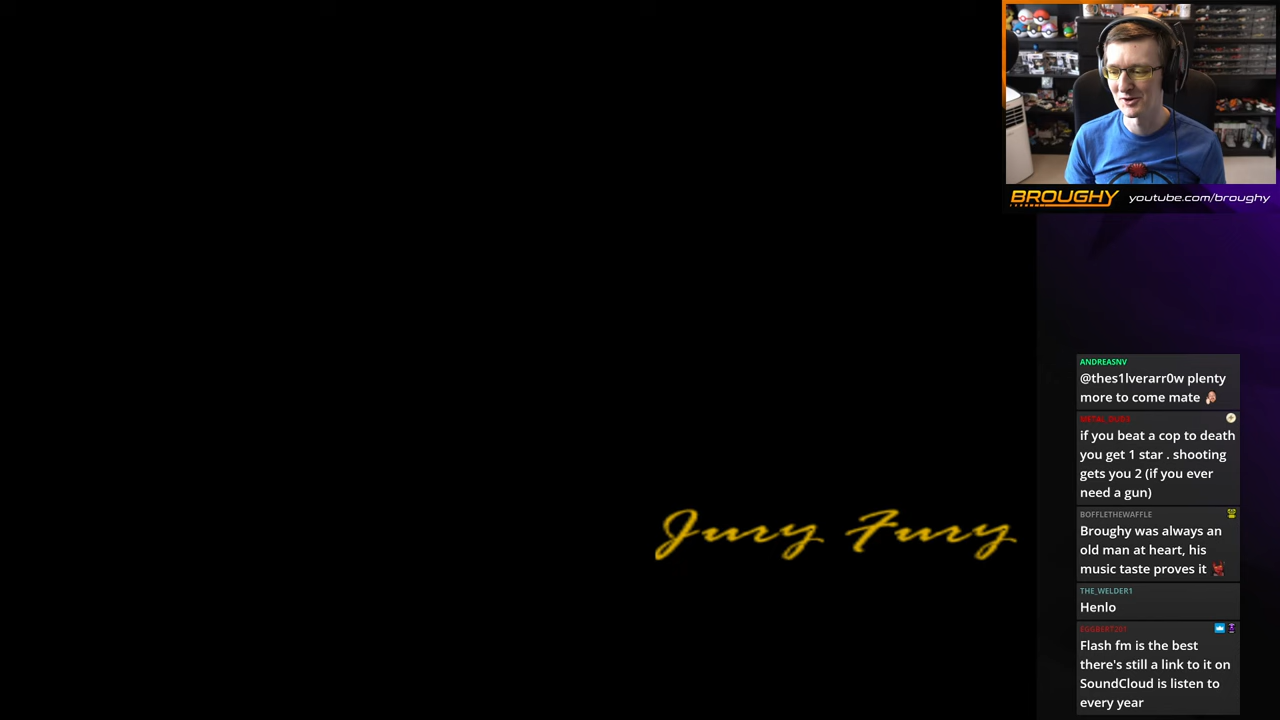 BROUGHY
youtube.com/broughy
ANDREASNV
@thes1lverarr0w plenty
more to come mate
if you beat a cop to death
you get 1 star . shooting
gets you 2 (if you ever
need a gun)
BOFFLETHEWAFFLE
Broughy was always an
old man at heart, his
music taste proves it
THE_WELDER1
Henlo
EGGBERT201
Flash fm is the best
there's still a link to it on
SoundCloud is listen to
every year
Jury Fury